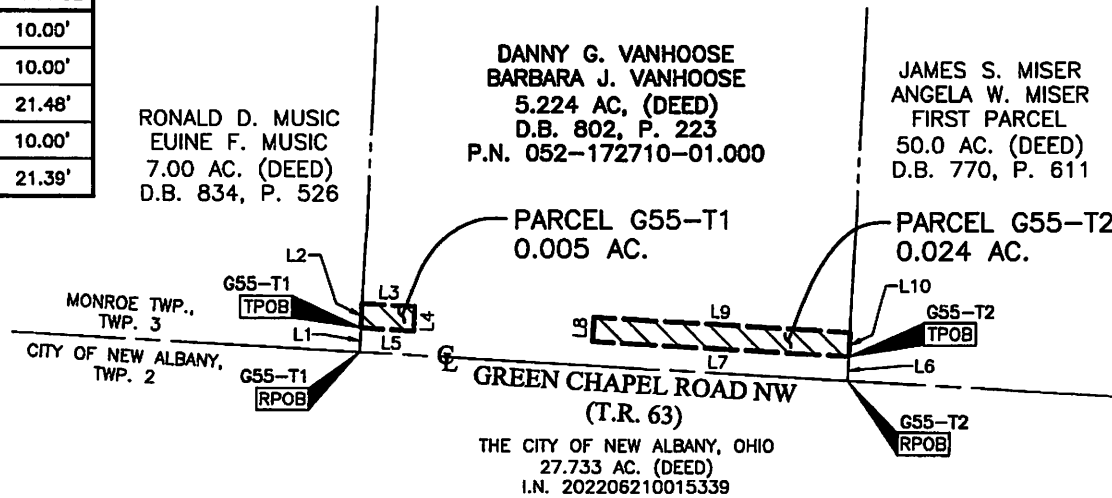 10.00'
10.00'
21.48'
10.00'
21.39'
RONALD D. MUSIC
EUINE F. MUSIC
7.00 AC. (DEED)
D.B. 834, P. 526
DANNY G. VANHOOSE
BARBARA J. VANHOOSE
5.224 AC, (DEED)
D.B. 802, P. 223
P.N. 052-172710-01.000
JAMES S. MISER
ANGELA W. MISER
FIRST PARCEL
50.0 AC. (DEED)
D.B. 770, P. 611
PARCEL G55-T1
0.005 AC.
PARCEL G55-T2
0.024 AC.
L2
G55-T1
TPOB
L3
L4
L5
L1
MONROE TWP.,
TWP. 3
CITY OF NEW ALBANY,
TWP. 2
G55-T1
RPOB
L8
L9
L7
L10
G55-T2
TPOB
L6
G55-T2
RPOB
℄ GREEN CHAPEL ROAD NW
(T.R. 63)
THE CITY OF NEW ALBANY, OHIO
27.733 AC. (DEED)
I.N. 202206210015339